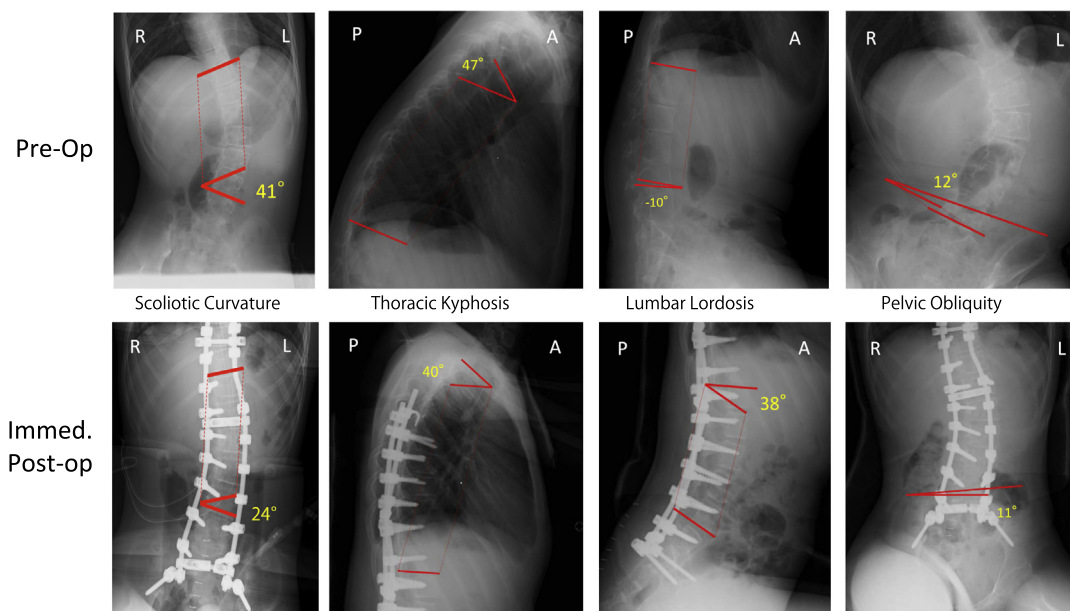 Pre-Op
R L
41°
P A
47°
P A
-10°
R L
12°
Scoliotic Curvature
Thoracic Kyphosis
Lumbar Lordosis
Pelvic Obliquity
Immed.
Post-op
R L
24°
P A
40°
P A
38°
R L
11°